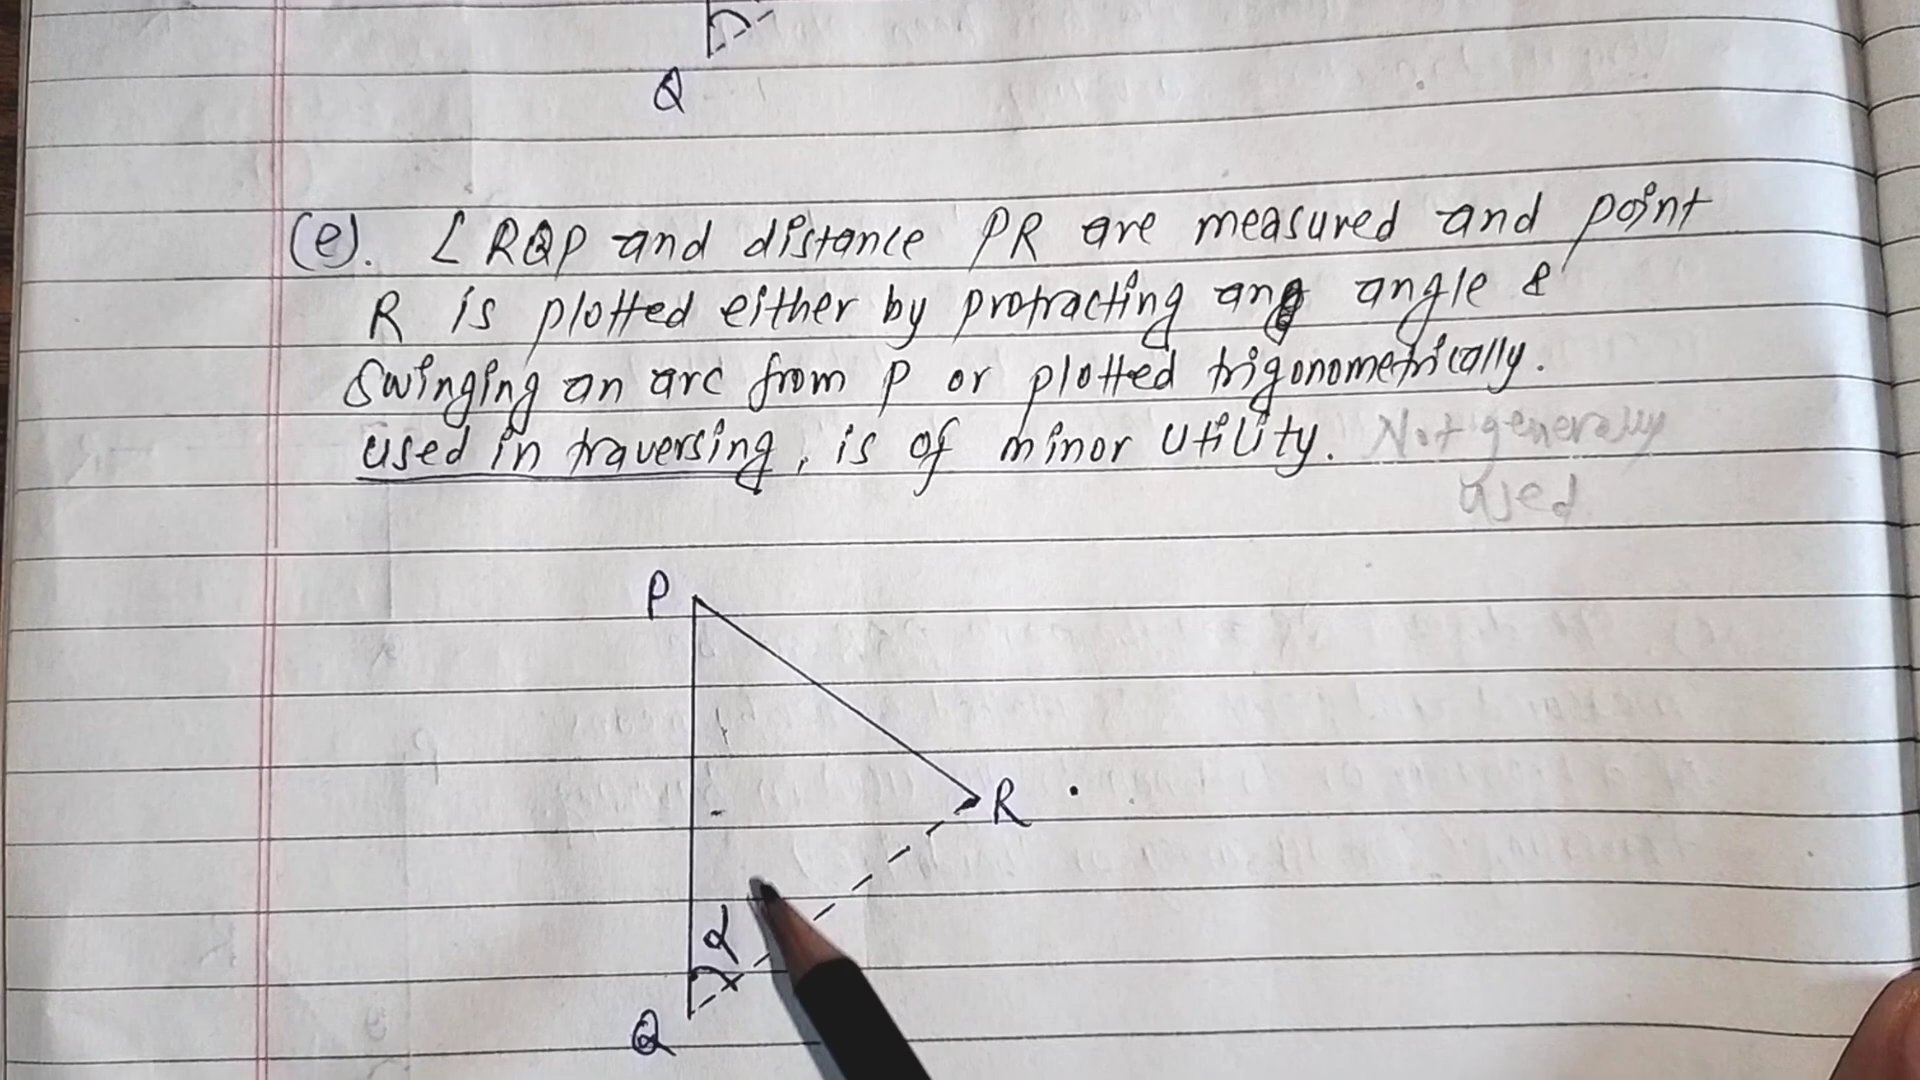 Q
(e). ∠RQP and distance PR are measured and point
R is plotted either by protracting ang angle &
Swinging an arc from P or plotted trigonometrically.
used in traversing, is of minor utility. Not generally
used
P
R
α
Q